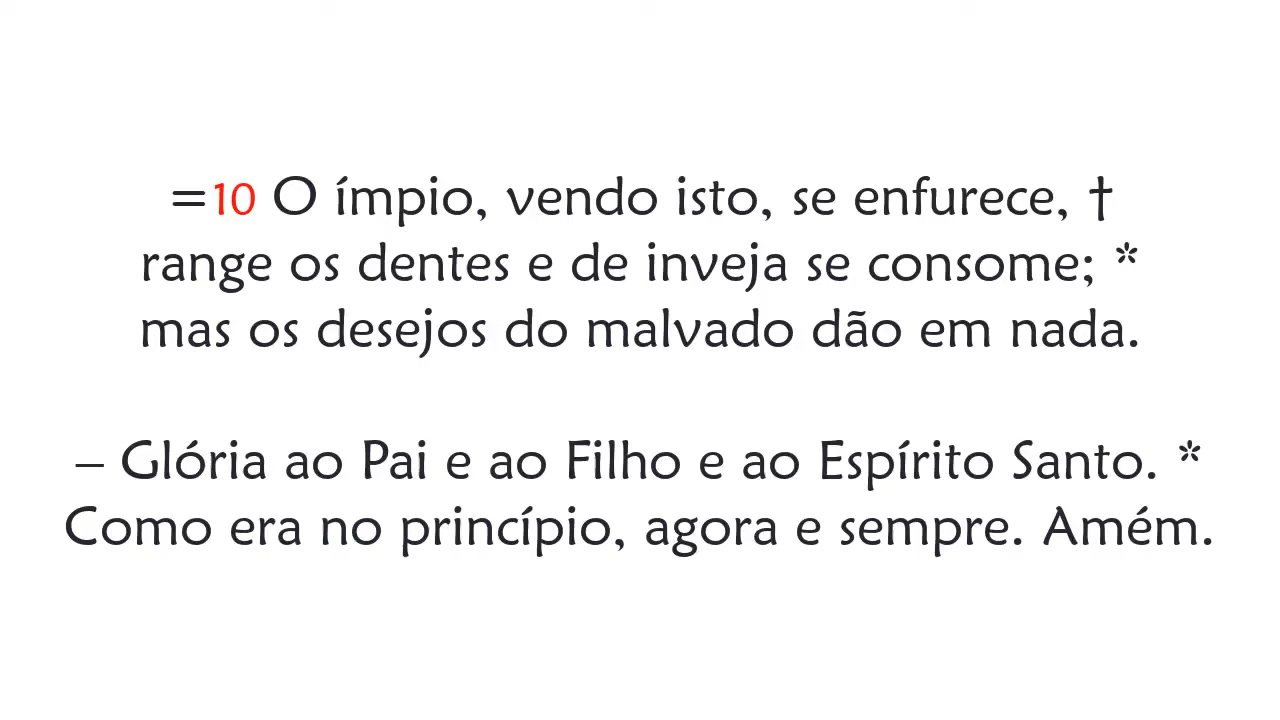 =10 O ímpio, vendo isto, se enfurece, †
range os dentes e de inveja se consome; *
mas os desejos do malvado dão em nada.
– Glória ao Pai e ao Filho e ao Espírito Santo. *
Como era no princípio, agora e sempre. Amém.